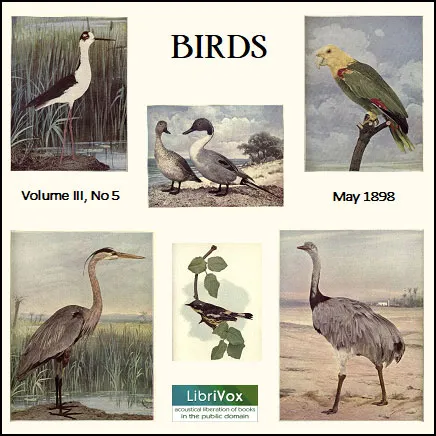 BIRDS
Volume III, No 5
May 1898
LibriVox
acoustical liberation of books
in the public domain